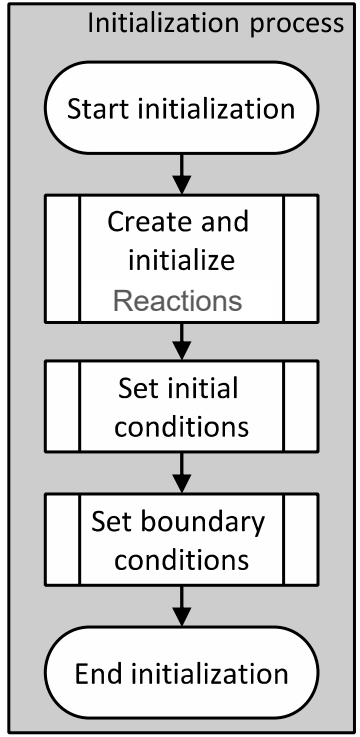 Initialization process
Start initialization
Create and
initialize
Reactions
Set initial
conditions
Set boundary
conditions
End initialization